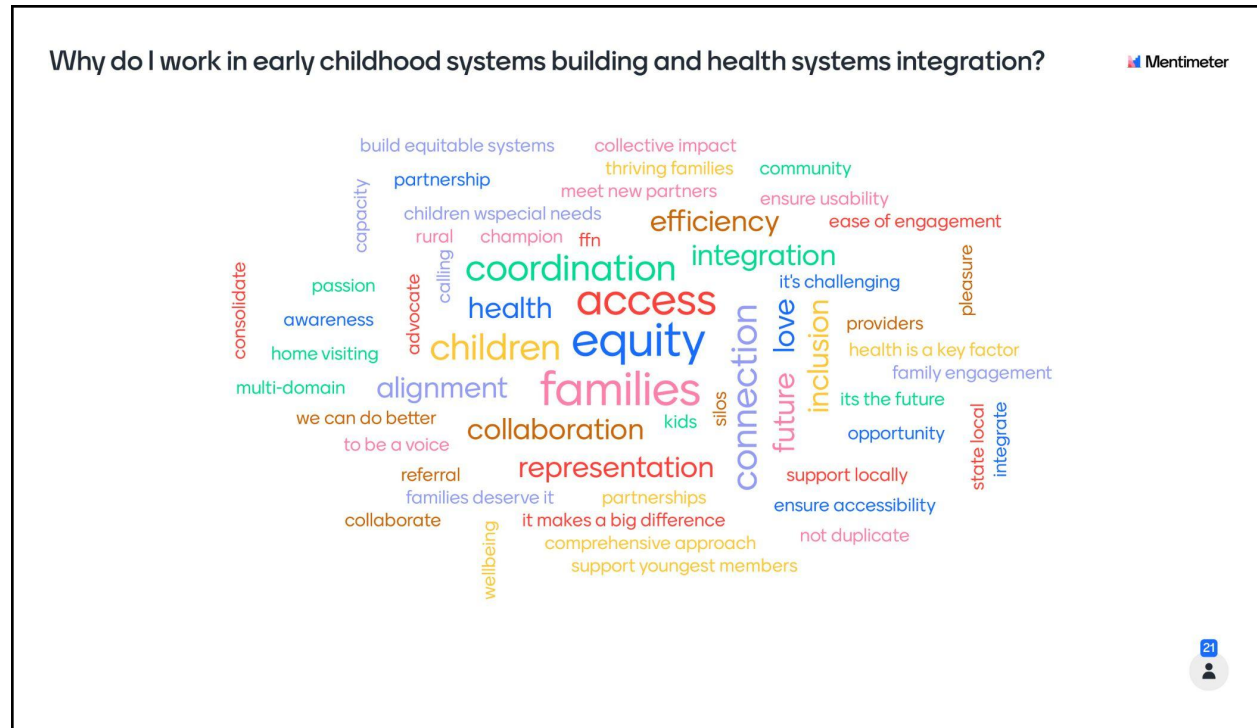 Why do I work in early childhood systems building and health systems integration?
Mentimeter
build equitable systems
collective impact
thriving families
community
partnership
meet new partners
capacity
ensure usability
children wspecial needs
efficiency
ease of engagement
rural
champion
ffn
integration
coordination
calling
pleasure
consolidate
passion
advocate
it's challenging
access
health
love
awareness
providers
equity
connection
inclusion
children
home visiting
health is a key factor
family engagement
multi-domain
alignment
families
future
its the future
silos
kids
we can do better
collaboration
opportunity
state local
integrate
to be a voice
representation
referral
support locally
families deserve it
partnerships
ensure accessibility
collaborate
it makes a big difference
not duplicate
comprehensive approach
wellbeing
support youngest members
21